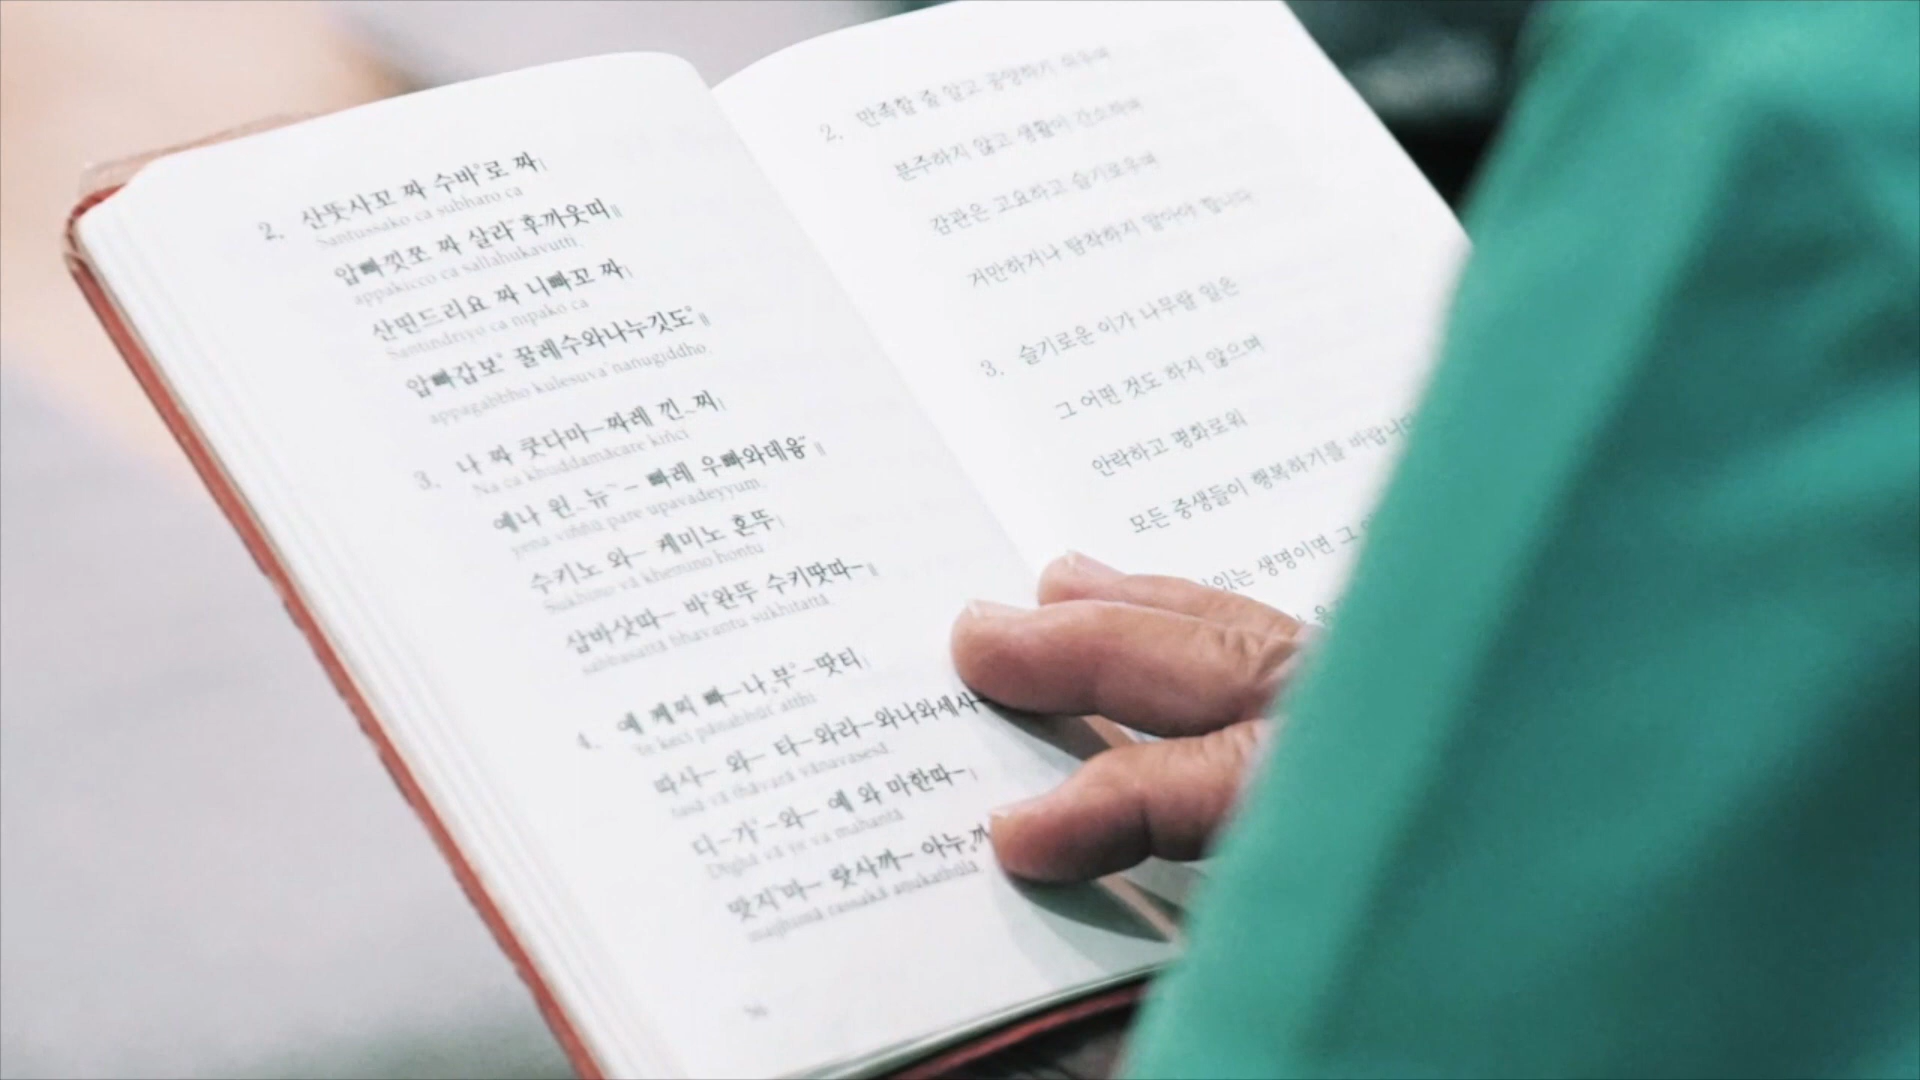 2. 산뚯사꼬 짜 수바°로 짜|
Santussako ca subharo ca
압빠낏쪼 짜 살라°후까웃띠||
appakicco ca sallahukavutti.
산띤드리요 짜 니빠꼬 짜|
Santindriyo ca nipako ca
압빠갑보° 꿀레수와나누깃도°||
appagabbho kulesuva nanugiddho.
3. 나 짜 쿳다마–짜레 낀찌|
Na ca khuddamācare kiñci
예나 윈뉴–빠레 우빠와데융||
yena viññū pare upavadeyyum.
수키노 와– 케미노 혼뚜|
Sukhino vā khemino hontu
삽바삿따– 바°완뚜 수키땃따–||
sabbasattā bhavantu sukhitattā.
4. 예 께찌 빠–나부°–땃티|
Ye keci pāṇabhūt' atthi
따사– 와– 타–와라–와나와세사–
tasā vā thāvarā vānavasesā.
디–가°–와– 예 와 마한따–|
Dīghā vā ye va mahantā
맛지°마– 랏사까– 아누까
majjhimā rassakā aṇukathūlā.
2. 만족할 줄 알고 공양하기 쉬우며
분주하지 않고 생활이 간소하며
감관은 고요하고 슬기로우며
거만하거나 탐착하지 말아야 합니다
3. 슬기로운 이가 나무랄 일은
그 어떤 것도 하지 않으며
안락하고 평화로워
모든 중생들이 행복하기를 바랍니다
있는 생명이면 그